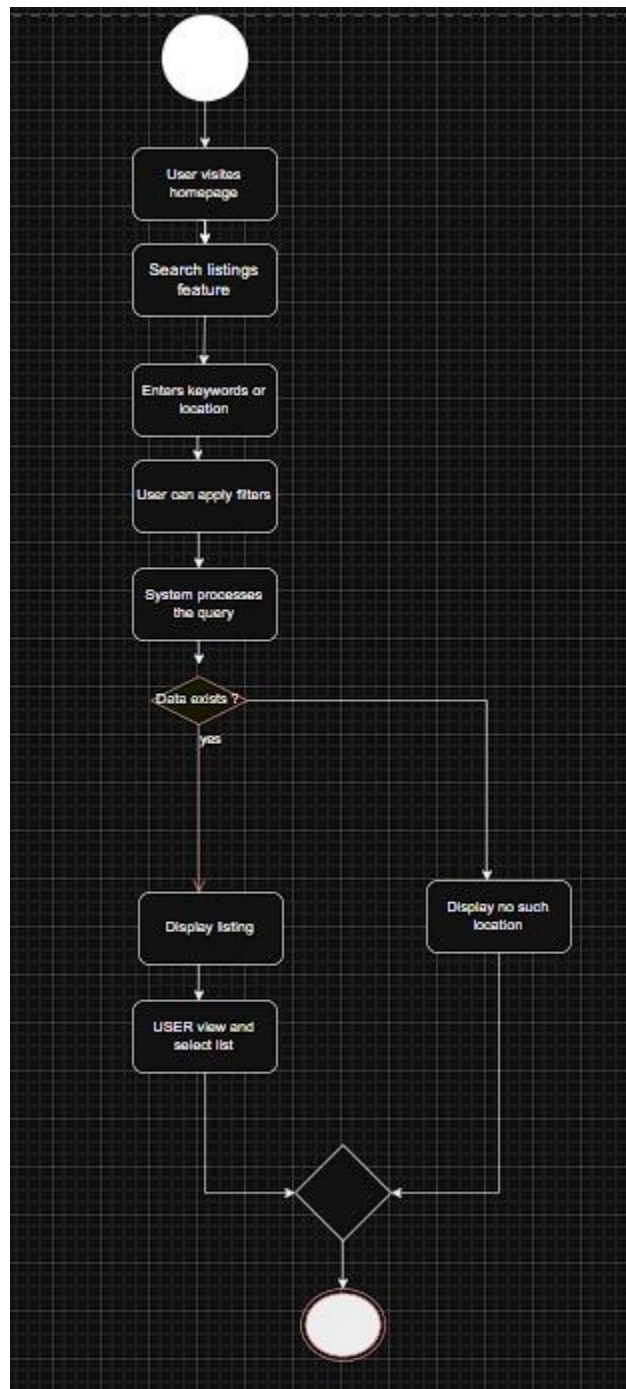 User visites
homepage
Search listings
feature
Enters keywords or
location
User can apply filters
System processes
the query
Data exists ?
yes
Display listing
Display no such
location
USER view and
select list